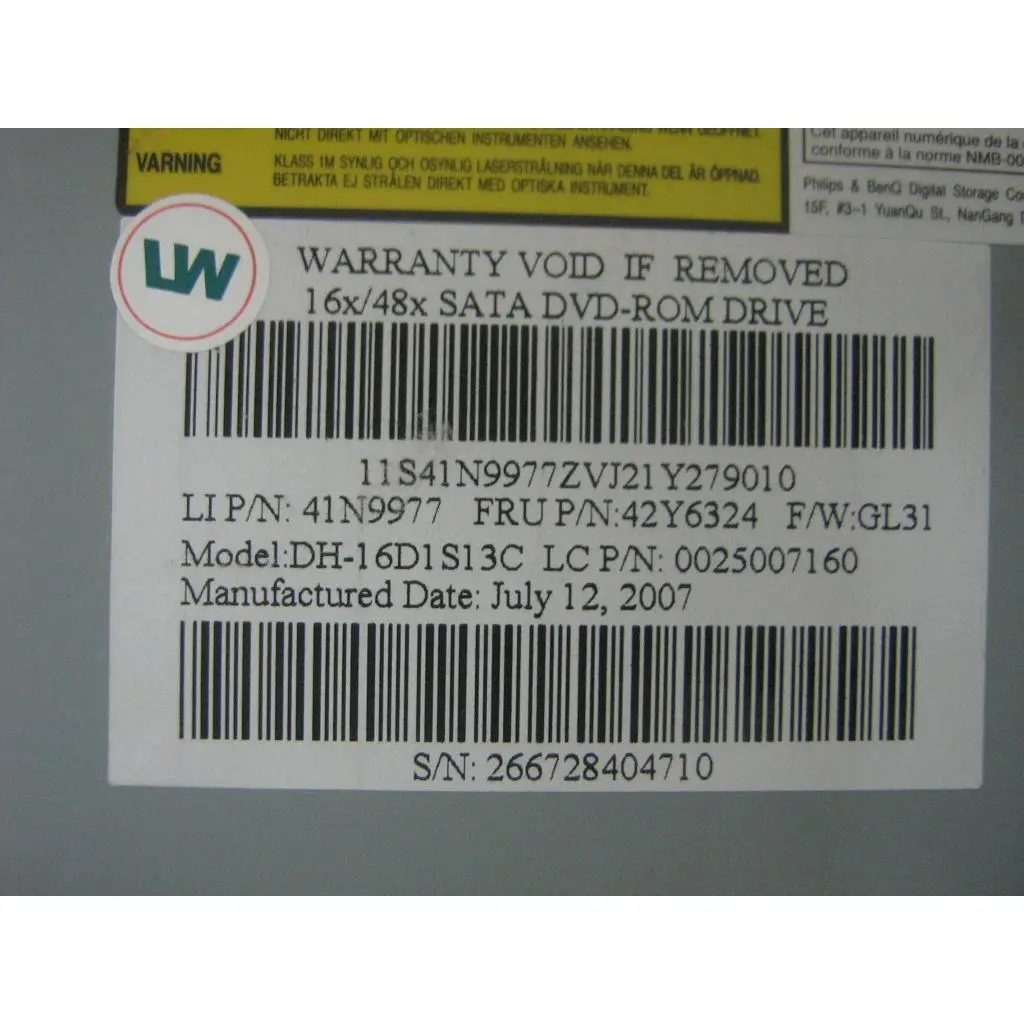 NICHT DIREKT MIT OPTISCHEN INSTRUMENTEN ANSEHEN.
VARNING
KLASS 1M SYNLIG OCH OSYNLIG LASERSTRÅLNING NÄR DENNA DEL ÄR ÖPPNAD.
BETRAKTA EJ STRÅLEN DIREKT MED OPTISKA INSTRUMENT.
Cet appareil numérique de la
conforme à la norme NMB-00
Philips & BenQ Digital Storage Co
15F, #3-1 YuanQu St., NanGang
LW
WARRANTY VOID IF REMOVED
16x/48x SATA DVD-ROM DRIVE
11S41N9977ZVJ21Y279010
LI P/N: 41N9977 FRU P/N:42Y6324 F/W:GL31
Model:DH-16D1S13C LC P/N: 0025007160
Manufactured Date: July 12, 2007
S/N: 266728404710